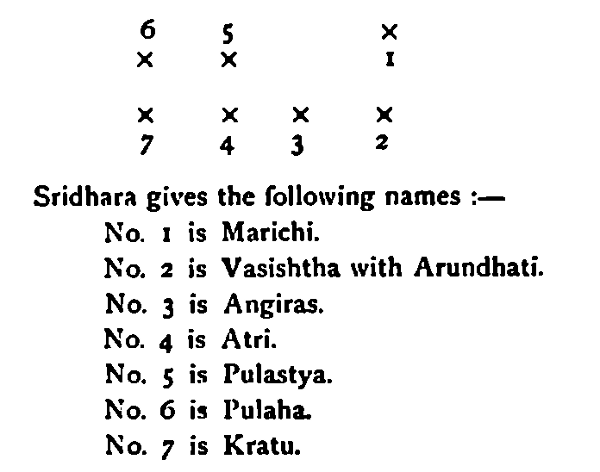 6 5 ×
× × 1
× × × ×
7 4 3 2
Sridhara gives the following names :—
No. 1 is Marichi.
No. 2 is Vasishtha with Arundhati.
No. 3 is Angiras.
No. 4 is Atri.
No. 5 is Pulastya.
No. 6 is Pulaha.
No. 7 is Kratu.